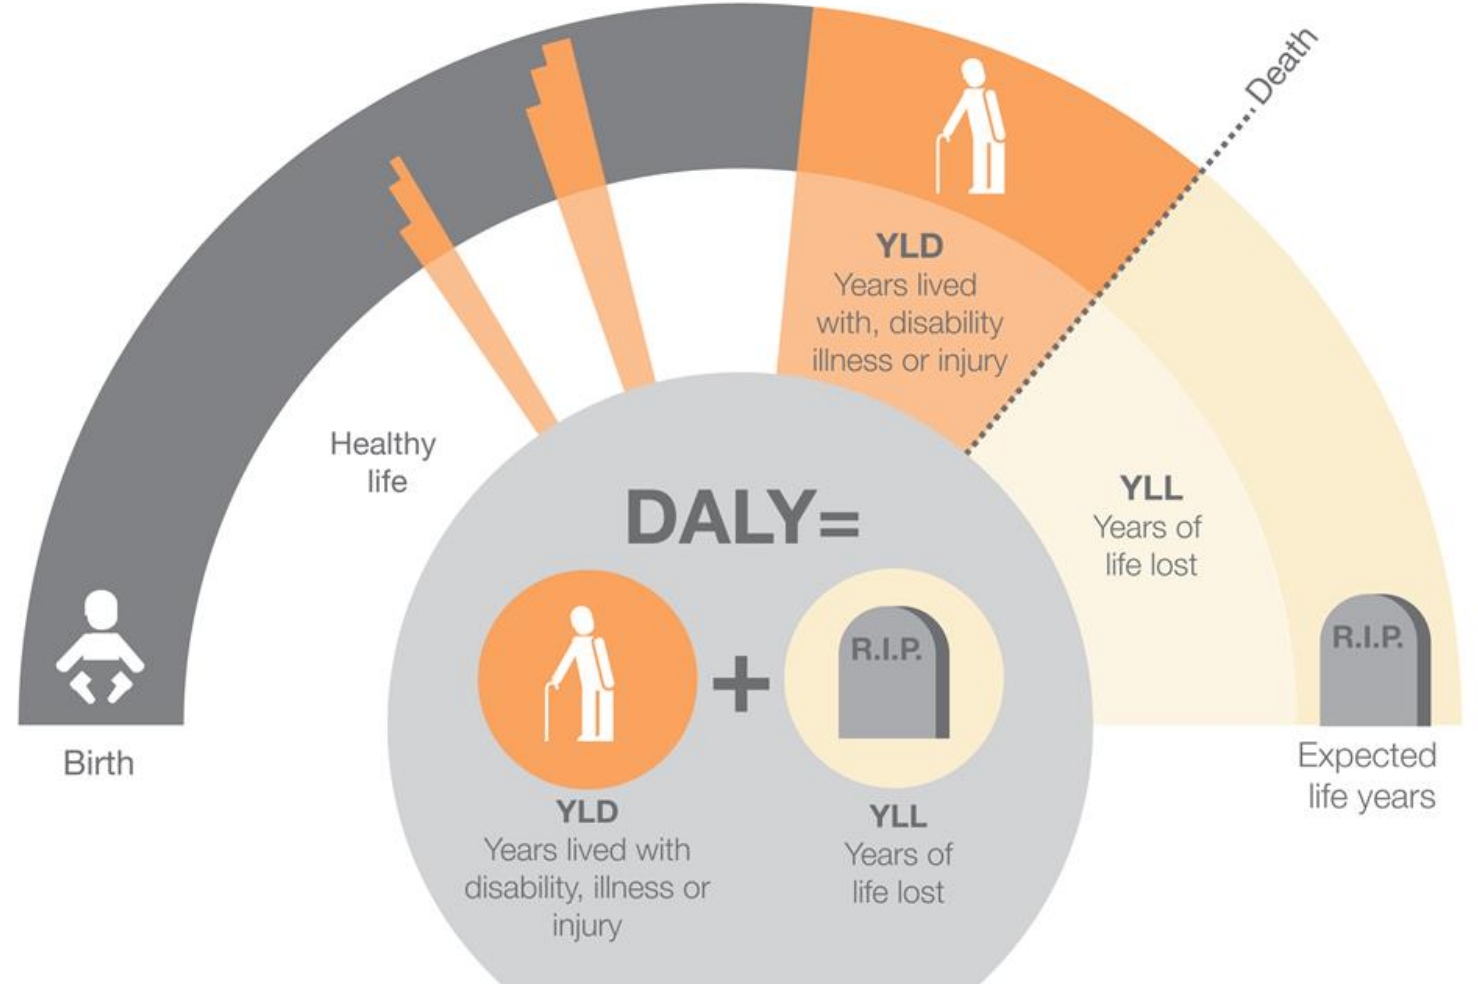 Death
YLD
Years lived
with, disability
illness or injury
Healthy
life
YLL
Years of
life lost
DALY=
R.I.P.
+
R.I.P.
Birth
Expected
life years
YLD
Years lived with
disability, illness or
injury
YLL
Years of
life lost